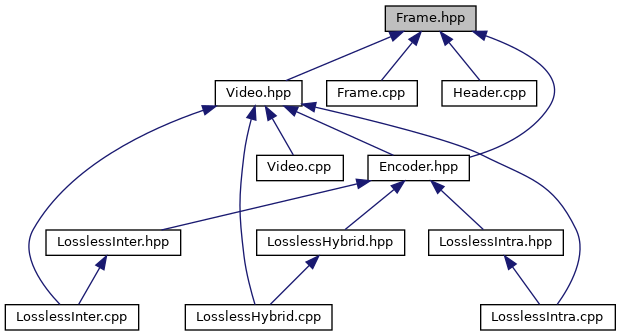 Frame.hpp
Video.hpp
Frame.cpp
Header.cpp
Video.cpp
Encoder.hpp
LosslessInter.hpp
LosslessHybrid.hpp
LosslessIntra.hpp
LosslessInter.cpp
LosslessHybrid.cpp
LosslessIntra.cpp